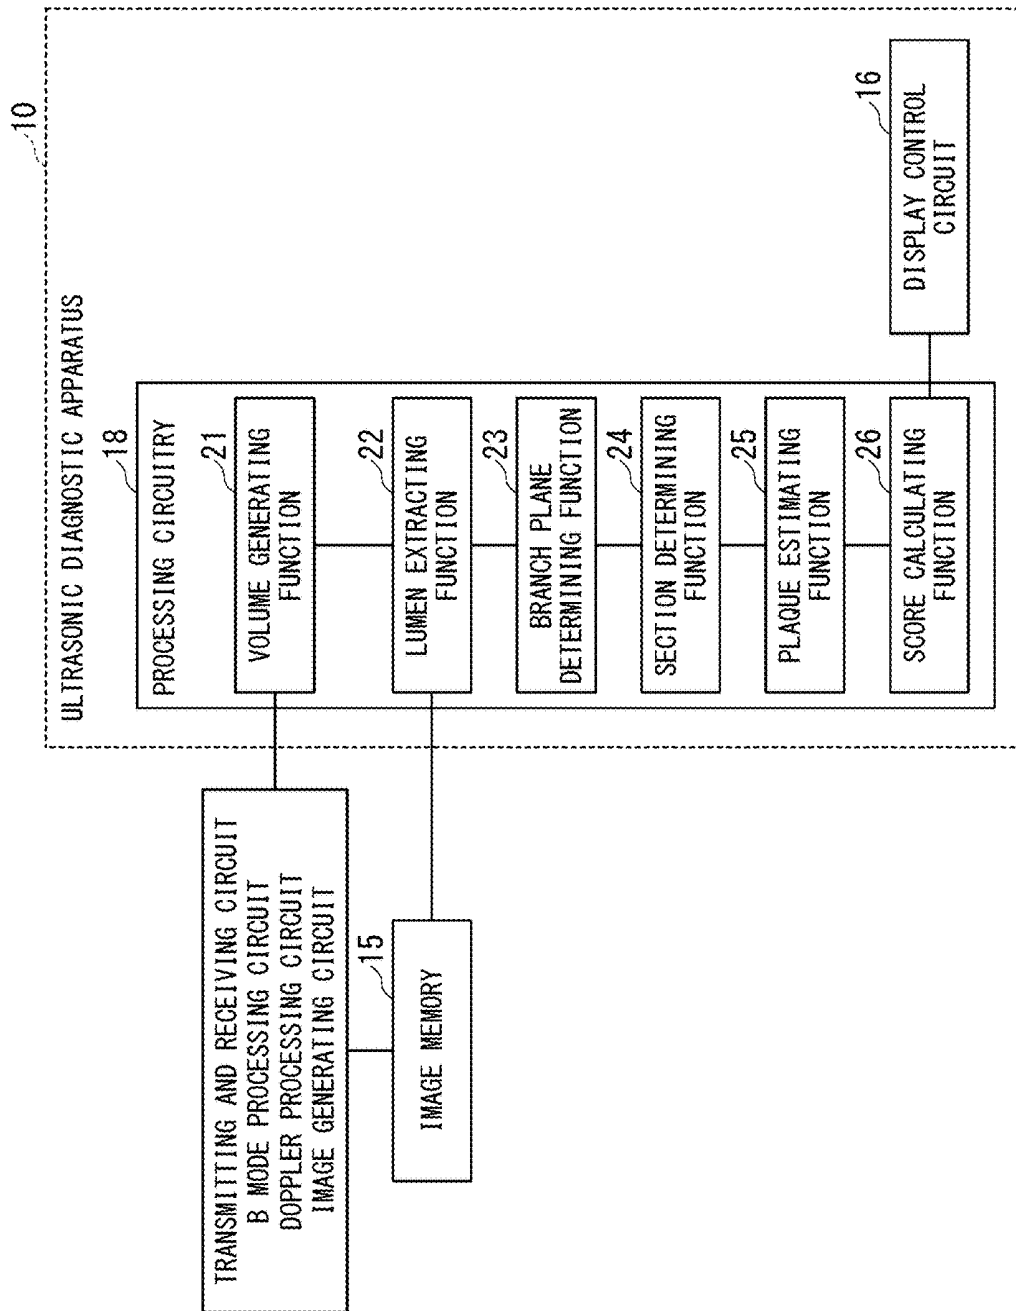 10
ULTRASONIC DIAGNOSTIC APPARATUS
TRANSMITTING AND RECEIVING CIRCUIT
B MODE PROCESSING CIRCUIT
DOPPLER PROCESSING CIRCUIT
IMAGE GENERATING CIRCUIT
15
IMAGE MEMORY
18
PROCESSING CIRCUITRY
21
VOLUME GENERATING
FUNCTION
22
LUMEN EXTRACTING
FUNCTION
23
BRANCH PLANE
DETERMINING FUNCTION
24
SECTION DETERMINING
FUNCTION
25
PLAQUE ESTIMATING
FUNCTION
26
SCORE CALCULATING
FUNCTION
16
DISPLAY CONTROL
CIRCUIT